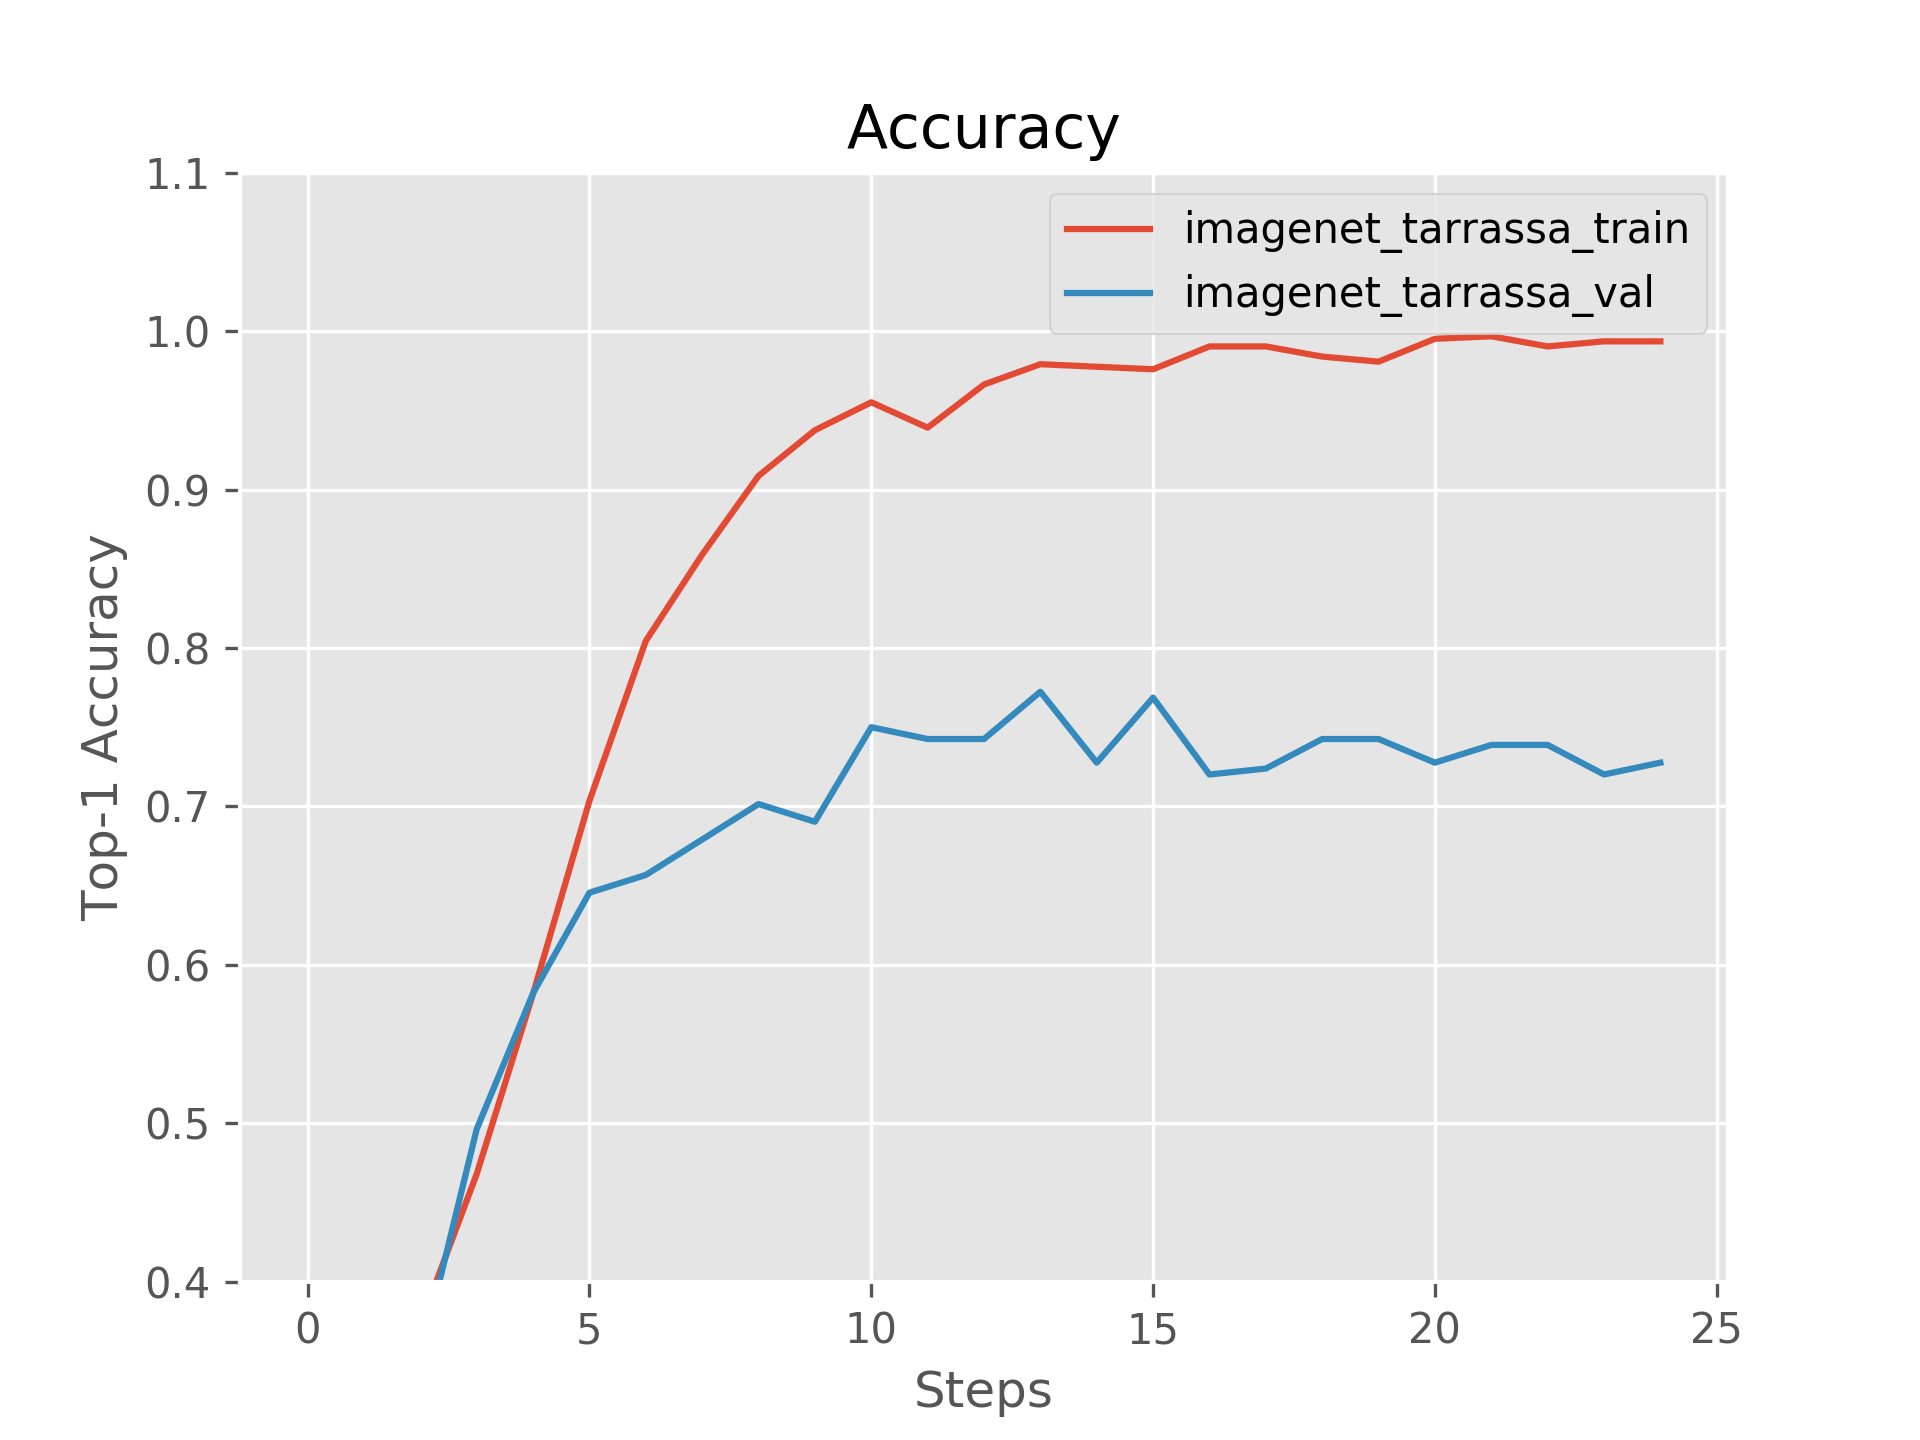 Accuracy
1.1
1.0
0.9
0.8
0.7
0.6
0.5
0.4
Top-1 Accuracy
imagenet_tarrassa_train
imagenet_tarrassa_val
0 5 10 15 20 25
Steps